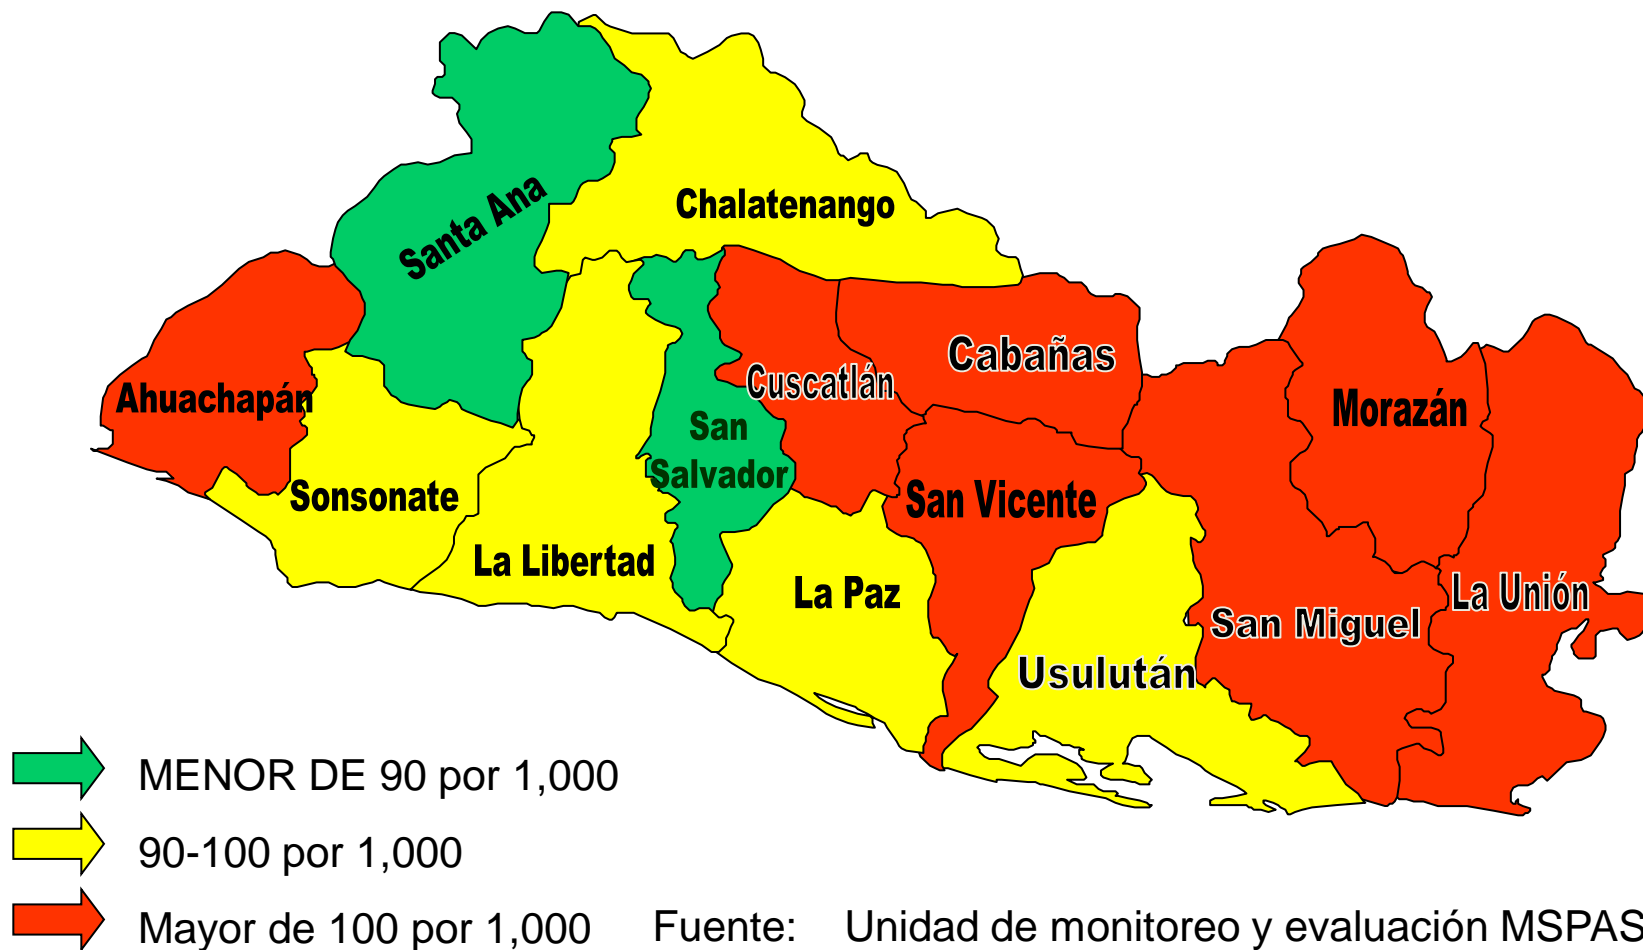 Santa Ana
Chalatenango
Ahuachapán
Cuscatlán
Cabañas
Morazán
San
Salvador
Sonsonate
San Vicente
La Libertad
La Paz
La Unión
San Miguel
Usulután
MENOR DE 90 por 1,000
90-100 por 1,000
Mayor de 100 por 1,000
Fuente: Unidad de monitoreo y evaluación MSPAS